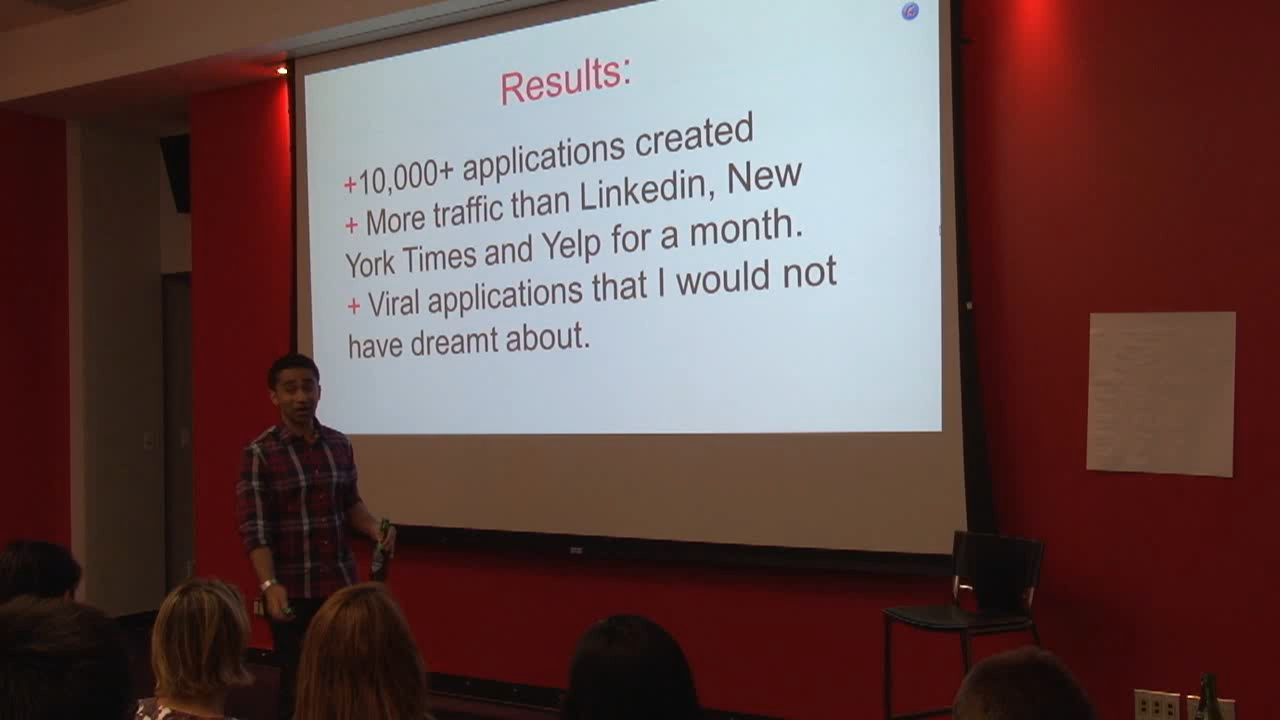 Results:
+10,000+ applications created
+ More traffic than Linkedin, New
York Times and Yelp for a month.
+ Viral applications that I would not
have dreamt about.